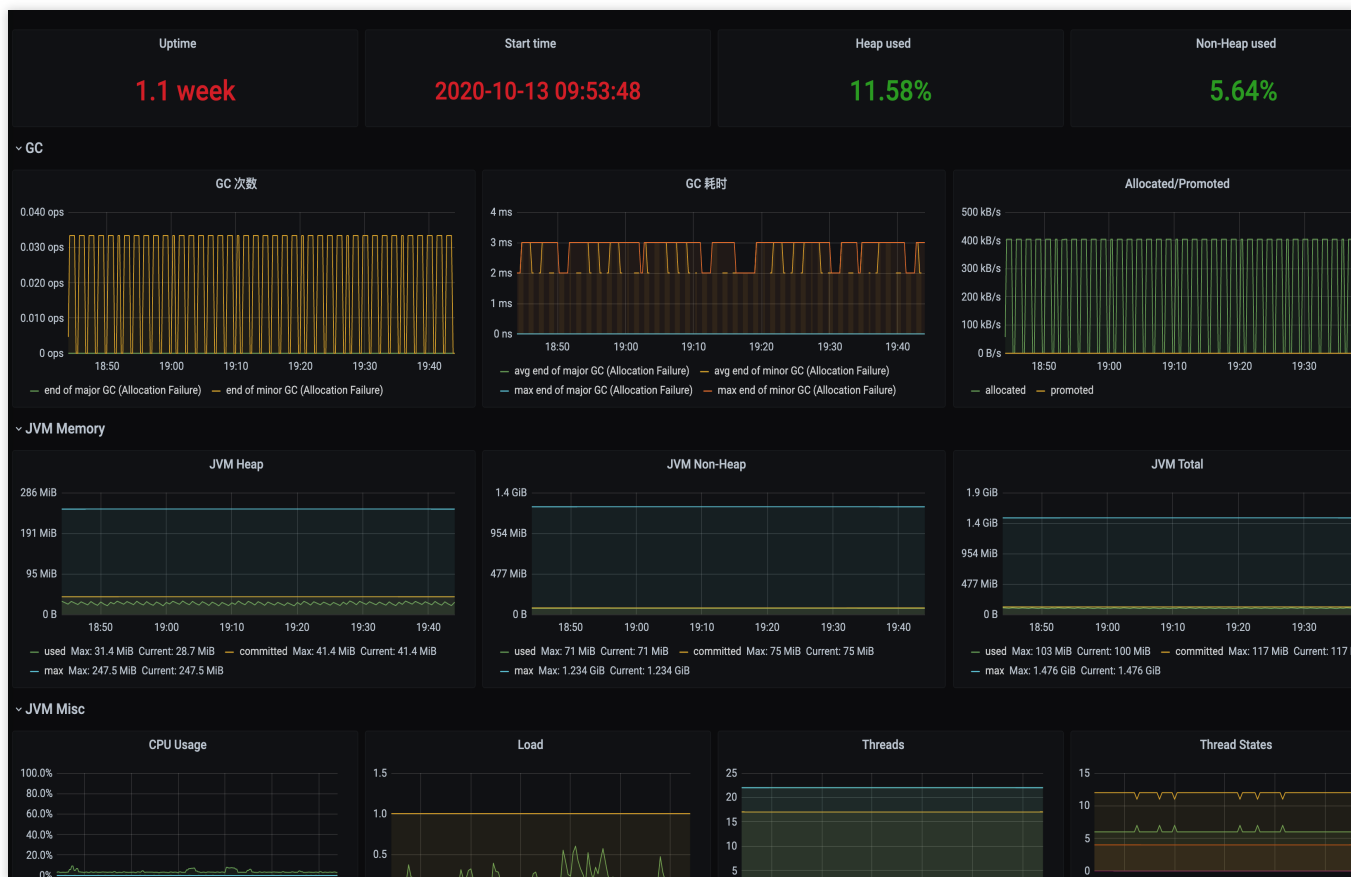 Uptime
Start time
Heap used
Non-Heap used
1.1 week
2020-10-13 09:53:48
11.58%
5.64%
GC
GC 次数
0.040 ops
0.030 ops
0.020 ops
0.010 ops
0 ops
18:50 19:00 19:10 19:20 19:30 19:40
end of major GC (Allocation Failure) end of minor GC (Allocation Failure)
GC 耗时
4 ms
3 ms
2 ms
1 ms
0 ns
18:50 19:00 19:10 19:20 19:30 19:40
avg end of major GC (Allocation Failure) avg end of minor GC (Allocation Failure)
max end of major GC (Allocation Failure) max end of minor GC (Allocation Failure)
Allocated/Promoted
500 kB/s
400 kB/s
300 kB/s
200 kB/s
100 kB/s
0 B/s
18:50 19:00 19:10 19:20 19:30
allocated promoted
JVM Memory
JVM Heap
286 MiB
191 MiB
95 MiB
0 B
18:50 19:00 19:10 19:20 19:30 19:40
used Max: 31.4 MiB Current: 28.7 MiB committed Max: 41.4 MiB Current: 41.4 MiB
max Max: 247.5 MiB Current: 247.5 MiB
JVM Non-Heap
1.4 GiB
954 MiB
477 MiB
0 B
18:50 19:00 19:10 19:20 19:30 19:40
used Max: 71 MiB Current: 71 MiB committed Max: 75 MiB Current: 75 MiB
max Max: 1.234 GiB Current: 1.234 GiB
JVM Total
1.9 GiB
1.4 GiB
954 MiB
477 MiB
0 B
18:50 19:00 19:10 19:20 19:30
used Max: 103 MiB Current: 100 MiB committed Max: 117 MiB Current: 117
max Max: 1.476 GiB Current: 1.476 GiB
JVM Misc
CPU Usage
100.0%
80.0%
60.0%
40.0%
20.0%
0%
Load
1.5
1.0
0.5
Threads
25
20
15
10
5
Thread States
15
10
5
0